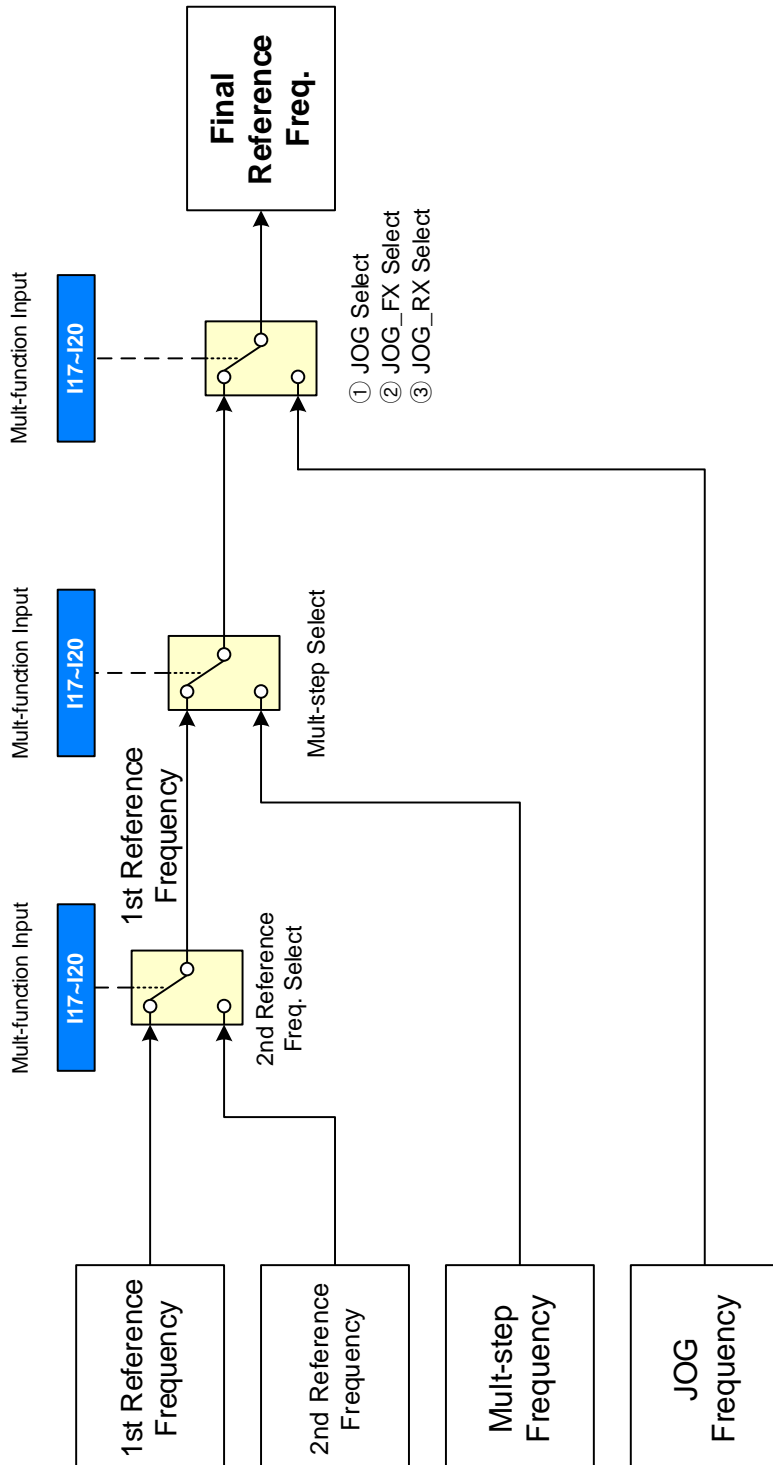 Mult-function Input
I17~I20
Mult-function Input
I17~I20
Mult-function Input
I17~I20
1st Reference
Frequency
2nd Reference
Freq. Select
1st Reference
Frequency
Mult-step Select
① JOG Select
② JOG_FX Select
③ JOG_RX Select
Final
Reference
Freq.
2nd Reference
Frequency
Mult-step
Frequency
JOG
Frequency